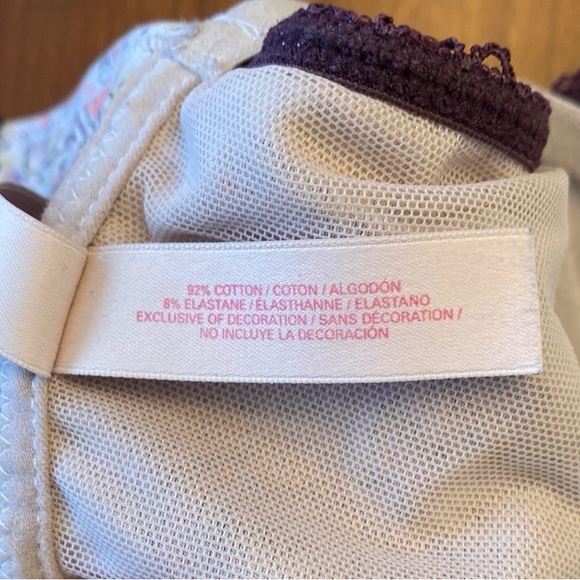 92% COTTON / COTON / ALGODÓN
8% ELASTANE / ÉLASTHANNE / ELASTANO
EXCLUSIVE OF DECORATION / SANS DÉCORATION /
NO INCLUYE LA DECORACIÓN